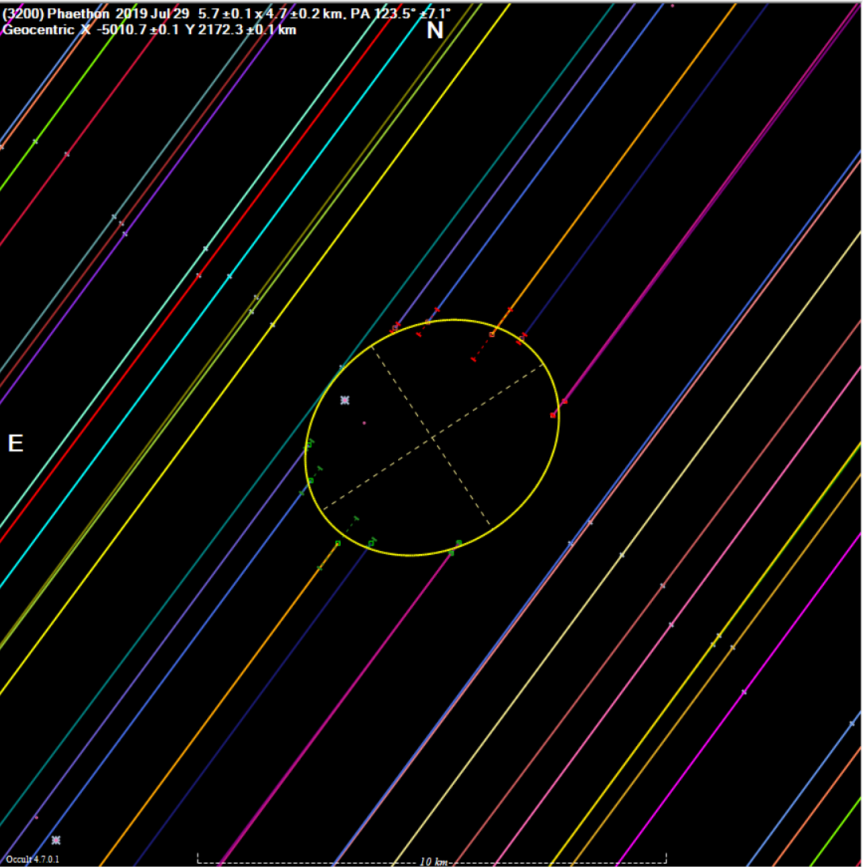 (3200) Phaethon 2019 Jul 29 5.7 ±0.1 x 4.7 ±0.2 km, PA 123.5° ±7.1°
Geocentric X -5010.7 ±0.1 Y 2172.3 ±0.1 km
N
E
Occult 4.7.0.1
10 km